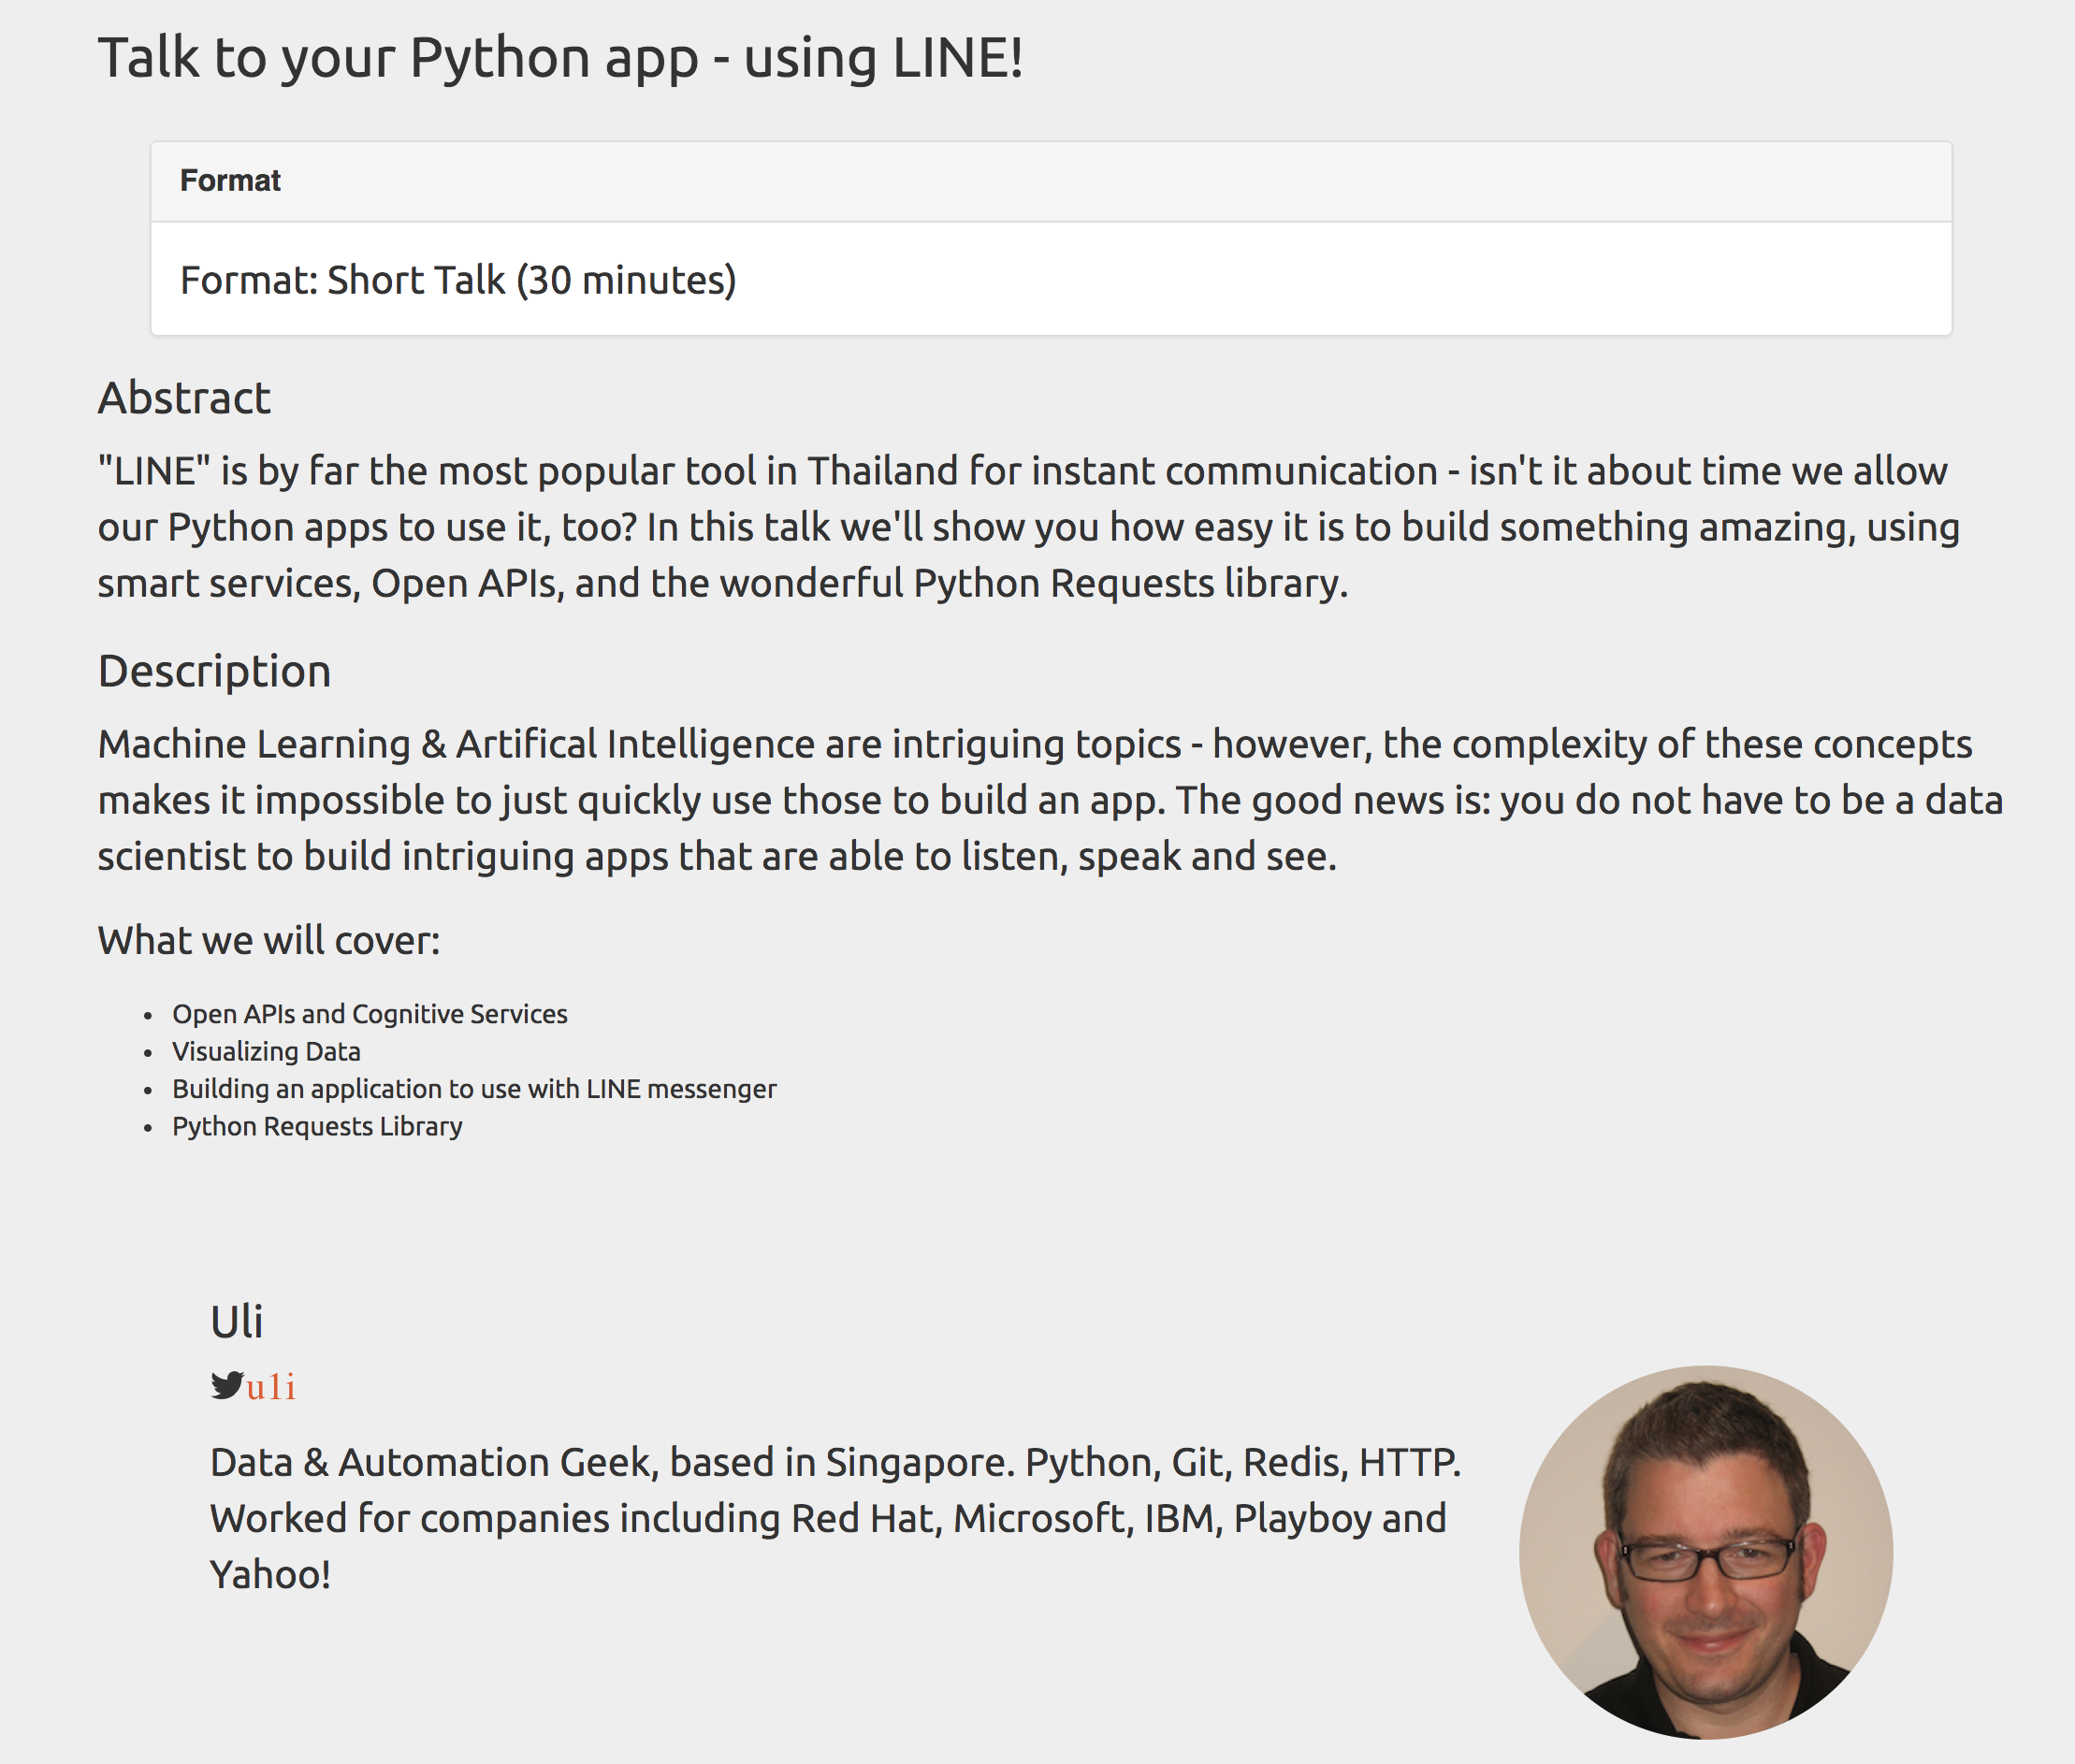 Talk to your Python app - using LINE!
Format
Format: Short Talk (30 minutes)
Abstract
"LINE" is by far the most popular tool in Thailand for instant communication - isn't it about time we allow
our Python apps to use it, too? In this talk we'll show you how easy it is to build something amazing, using
smart services, Open APIs, and the wonderful Python Requests library.
Description
Machine Learning & Artifical Intelligence are intriguing topics - however, the complexity of these concepts
makes it impossible to just quickly use those to build an app. The good news is: you do not have to be a data
scientist to build intriguing apps that are able to listen, speak and see.
What we will cover:
• Open APIs and Cognitive Services
• Visualizing Data
• Building an application to use with LINE messenger
• Python Requests Library
Uli
u1i
Data & Automation Geek, based in Singapore. Python, Git, Redis, HTTP.
Worked for companies including Red Hat, Microsoft, IBM, Playboy and
Yahoo!